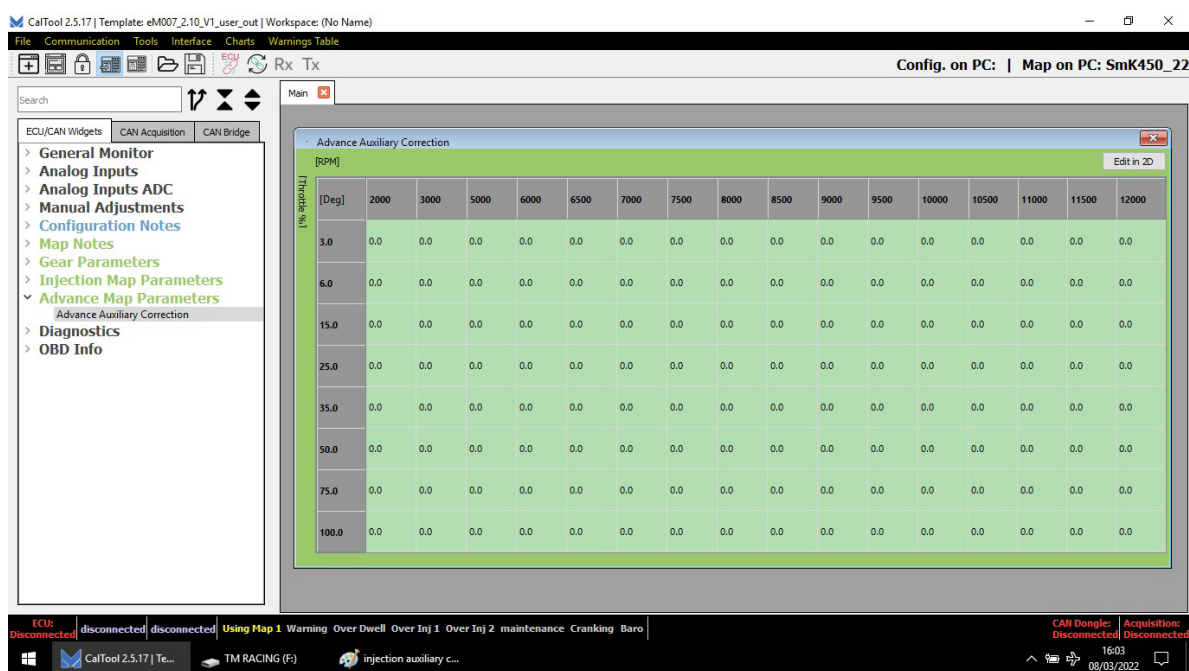 CalTool 2.5.17 | Template: eM007_2.10_V1_user_out | Workspace: (No Name)
File Communication Tools Interface Charts Warnings Table
ECU Rx Tx Config. on PC: | Map on PC: SmK450_22
Search
Main
ECU/CAN Widgets CAN Acquisition CAN Bridge
General Monitor
Analog Inputs
Analog Inputs ADC
Manual Adjustments
Configuration Notes
Map Notes
Gear Parameters
Injection Map Parameters
Advance Map Parameters
Advance Auxiliary Correction
Diagnostics
OBD Info
Advance Auxiliary Correction
[RPM] Edit in 2D
[Throttle %]
[Deg] 2000 3000 5000 6000 6500 7000 7500 8000 8500 9000 9500 10000 10500 11000 11500 12000
3.0 0.0 0.0 0.0 0.0 0.0 0.0 0.0 0.0 0.0 0.0 0.0 0.0 0.0 0.0 0.0 0.0
6.0 0.0 0.0 0.0 0.0 0.0 0.0 0.0 0.0 0.0 0.0 0.0 0.0 0.0 0.0 0.0 0.0
15.0 0.0 0.0 0.0 0.0 0.0 0.0 0.0 0.0 0.0 0.0 0.0 0.0 0.0 0.0 0.0 0.0
25.0 0.0 0.0 0.0 0.0 0.0 0.0 0.0 0.0 0.0 0.0 0.0 0.0 0.0 0.0 0.0 0.0
35.0 0.0 0.0 0.0 0.0 0.0 0.0 0.0 0.0 0.0 0.0 0.0 0.0 0.0 0.0 0.0 0.0
50.0 0.0 0.0 0.0 0.0 0.0 0.0 0.0 0.0 0.0 0.0 0.0 0.0 0.0 0.0 0.0 0.0
75.0 0.0 0.0 0.0 0.0 0.0 0.0 0.0 0.0 0.0 0.0 0.0 0.0 0.0 0.0 0.0 0.0
100.0 0.0 0.0 0.0 0.0 0.0 0.0 0.0 0.0 0.0 0.0 0.0 0.0 0.0 0.0 0.0 0.0
ECU:
Disconnected disconnected disconnected Using Map 1 Warning Over Dwell Over Inj 1 Over Inj 2 maintenance Cranking Baro
CAN Dongle: Acquisition:
Disconnected Disconnected
CalTool 2.5.17 | Te... TM RACING (F:) injection auxiliary c...
16:03
08/03/2022